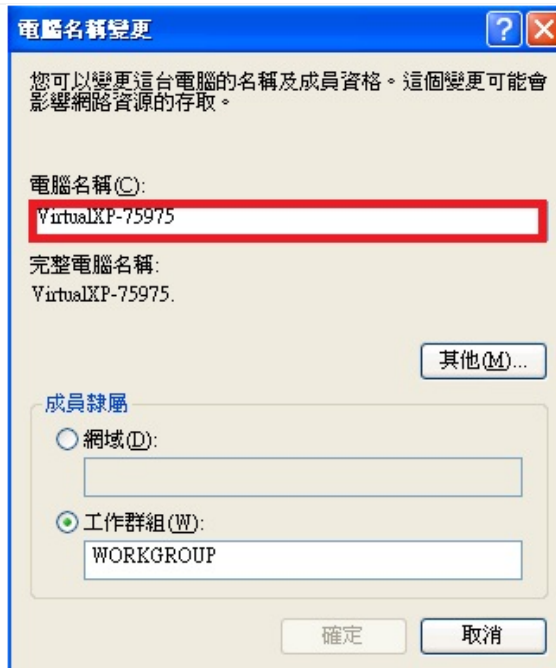 電腦名稱變更
您可以變更這台電腦的名稱及成員資格。這個變更可能會
影響網路資源的存取。
電腦名稱(C):
VirtualXP-75975
完整電腦名稱:
VirtualXP-75975.
其他(M)...
成員隸屬
網域(D):
工作群組(W):
WORKGROUP
確定
取消